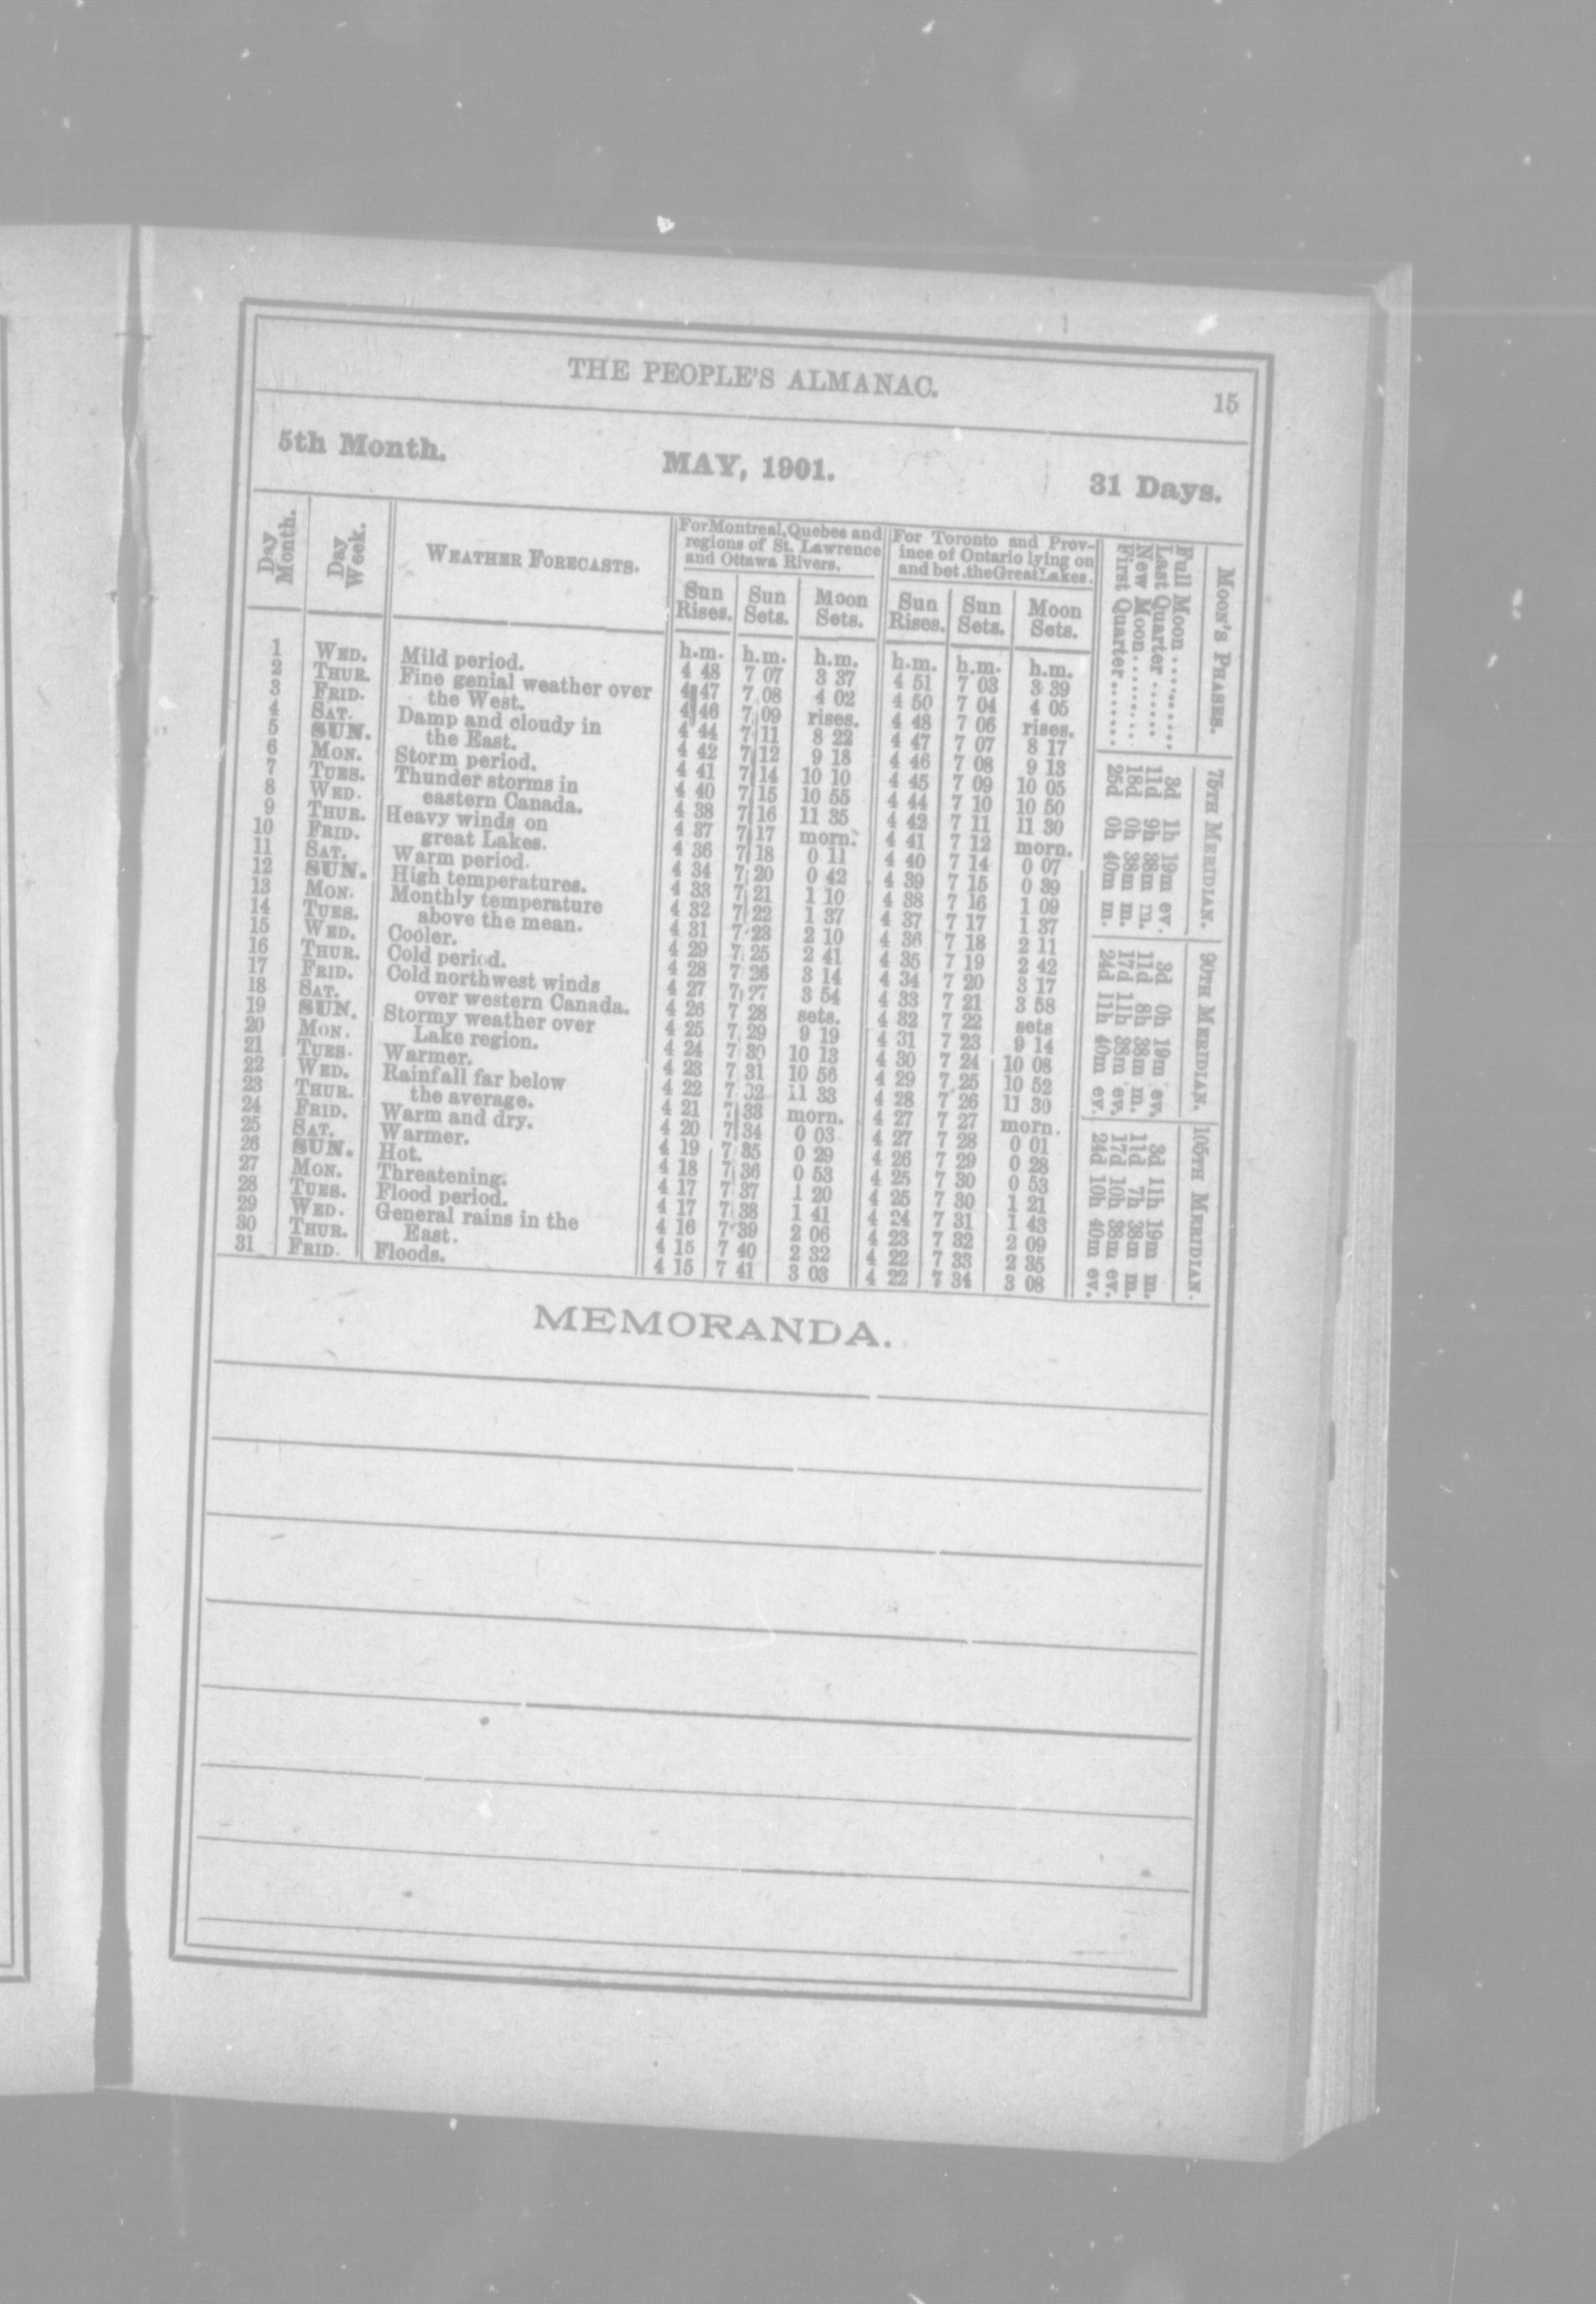 THE PEOPLE'S ALMANAC. 15
5th Month. MAY, 1901. 31 Days.
Day Month.
Day Week.
WEATHER FORECASTS.
For Montreal, Quebec and
regions of St. Lawrence
and Ottawa Rivers.
For Toronto and Prov-
ince of Ontario lying on
and bet. the Great Lakes.
Sun Rises. Sun Sets. Moon Sets. Sun Rises. Sun Sets. Moon Sets.
h.m. h.m. h.m. h.m. h.m. h.m.
1 WED. Mild period. 4 48 7 07 3 37 4 51 7 03 3 39
2 THUR. Fine genial weather over 4 47 7 08 4 02 4 50 7 04 4 05
3 FRID. the West. 4 46 7 09 rises. 4 48 7 06 rises.
4 SAT. Damp and cloudy in 4 44 7 11 8 22 4 47 7 07 8 17
5 SUN. the East. 4 42 7 12 9 18 4 46 7 08 9 13
6 MON. Storm period. 4 41 7 14 10 10 4 45 7 09 10 05
7 TUES. Thunder storms in 4 40 7 15 10 55 4 44 7 10 10 50
8 WED. eastern Canada. 4 38 7 16 11 35 4 42 7 11 11 30
9 THUR. Heavy winds on 4 37 7 17 morn. 4 41 7 12 morn.
10 FRID. great Lakes. 4 36 7 18 0 11 4 40 7 14 0 07
11 SAT. Warm period. 4 34 7 20 0 42 4 39 7 15 0 39
12 SUN. High temperatures. 4 33 7 21 1 10 4 38 7 16 1 09
13 MON. Monthly temperature 4 32 7 22 1 37 4 37 7 17 1 37
14 TUES. above the mean. 4 31 7 23 2 10 4 36 7 18 2 11
15 WED. Cooler. 4 29 7 25 2 41 4 35 7 19 2 42
16 THUR. Cold period. 4 28 7 26 3 14 4 34 7 20 3 17
17 FRID. Cold northwest winds 4 27 7 27 3 54 4 33 7 21 3 58
18 SAT. over western Canada. 4 26 7 28 sets. 4 32 7 22 sets
19 SUN. Stormy weather over 4 25 7 29 9 19 4 31 7 23 9 14
20 MON. Lake region. 4 24 7 30 10 13 4 30 7 24 10 08
21 TUES. Warmer. 4 23 7 31 10 56 4 29 7 25 10 52
22 WED. Rainfall far below 4 22 7 32 11 33 4 28 7 26 11 30
23 THUR. the average. 4 21 7 33 morn. 4 27 7 27 morn.
24 FRID. Warm and dry. 4 20 7 34 0 03 4 27 7 28 0 01
25 SAT. Warmer. 4 19 7 35 0 29 4 26 7 29 0 28
26 SUN. Hot. 4 18 7 36 0 53 4 25 7 30 0 53
27 MON. Threatening. 4 17 7 37 1 20 4 25 7 30 1 21
28 TUES. Flood period. 4 17 7 38 1 41 4 24 7 31 1 43
29 WED. General rains in the 4 16 7 39 2 06 4 23 7 32 2 09
30 THUR. East. 4 15 7 40 2 32 4 22 7 33 2 35
31 FRID. Floods. 4 15 7 41 3 03 4 22 7 34 3 08
MOON'S PHASES. 75TH MERIDIAN. 90TH MERIDIAN. 105TH MERIDIAN.
Full Moon........ 3d 1h 19m ev. 3d 0h 19m ev. 3d 11h 19m m.
Last Quarter...... 11d 9h 38m m. 11d 8h 38m m. 11d 7h 38m m.
New Moon........ 18d 0h 38m m. 17d 11h 38m ev. 17d 10h 38m ev.
First Quarter...... 25d 0h 40m m. 24d 11h 40m ev. 24d 10h 40m ev.
MEMORANDA.